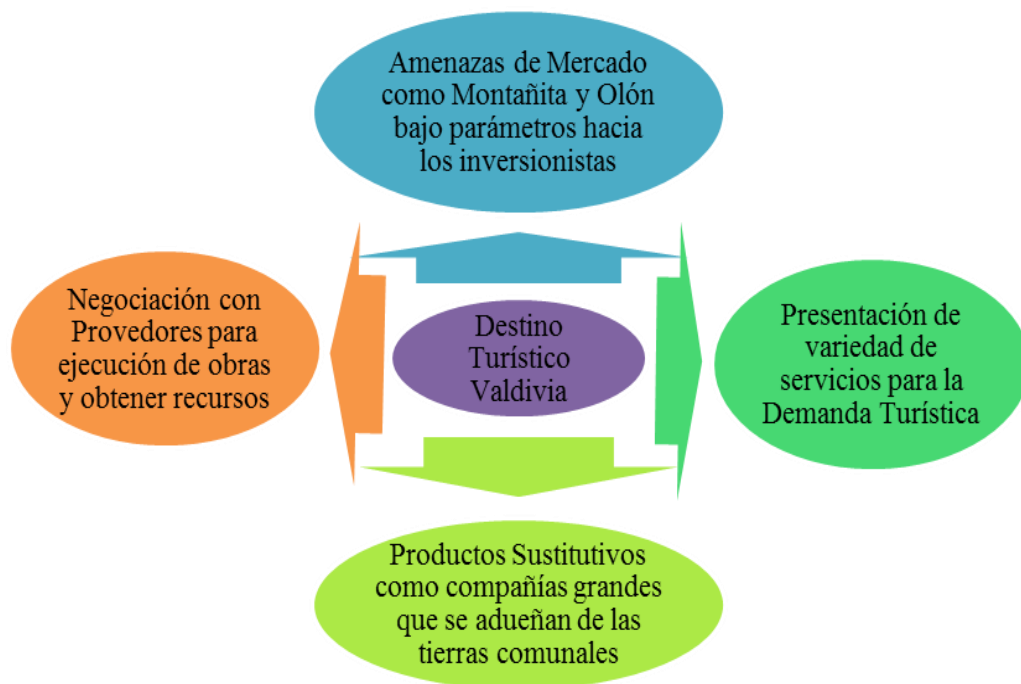 Amenazas de Mercado
como Montañita y Olón
bajo parámetros hacia
los inversionistas
Negociación con
Provedores para
ejecución de obras
y obtener recursos
Destino
Turístico
Valdivia
Presentación de
variedad de
servicios para la
Demanda Turística
Productos Sustitutivos
como compañías grandes
que se adueñan de las
tierras comunales